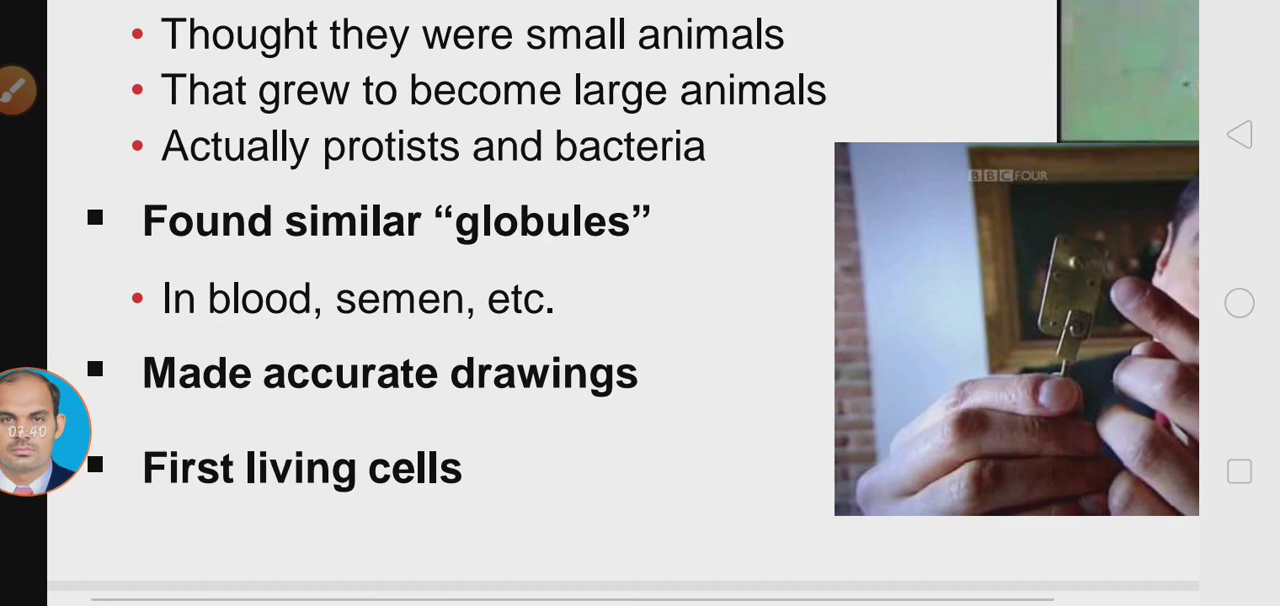 Thought they were small animals
That grew to become large animals
Actually protists and bacteria
BBC FOUR
Found similar “globules”
In blood, semen, etc.
Made accurate drawings
07:40
First living cells